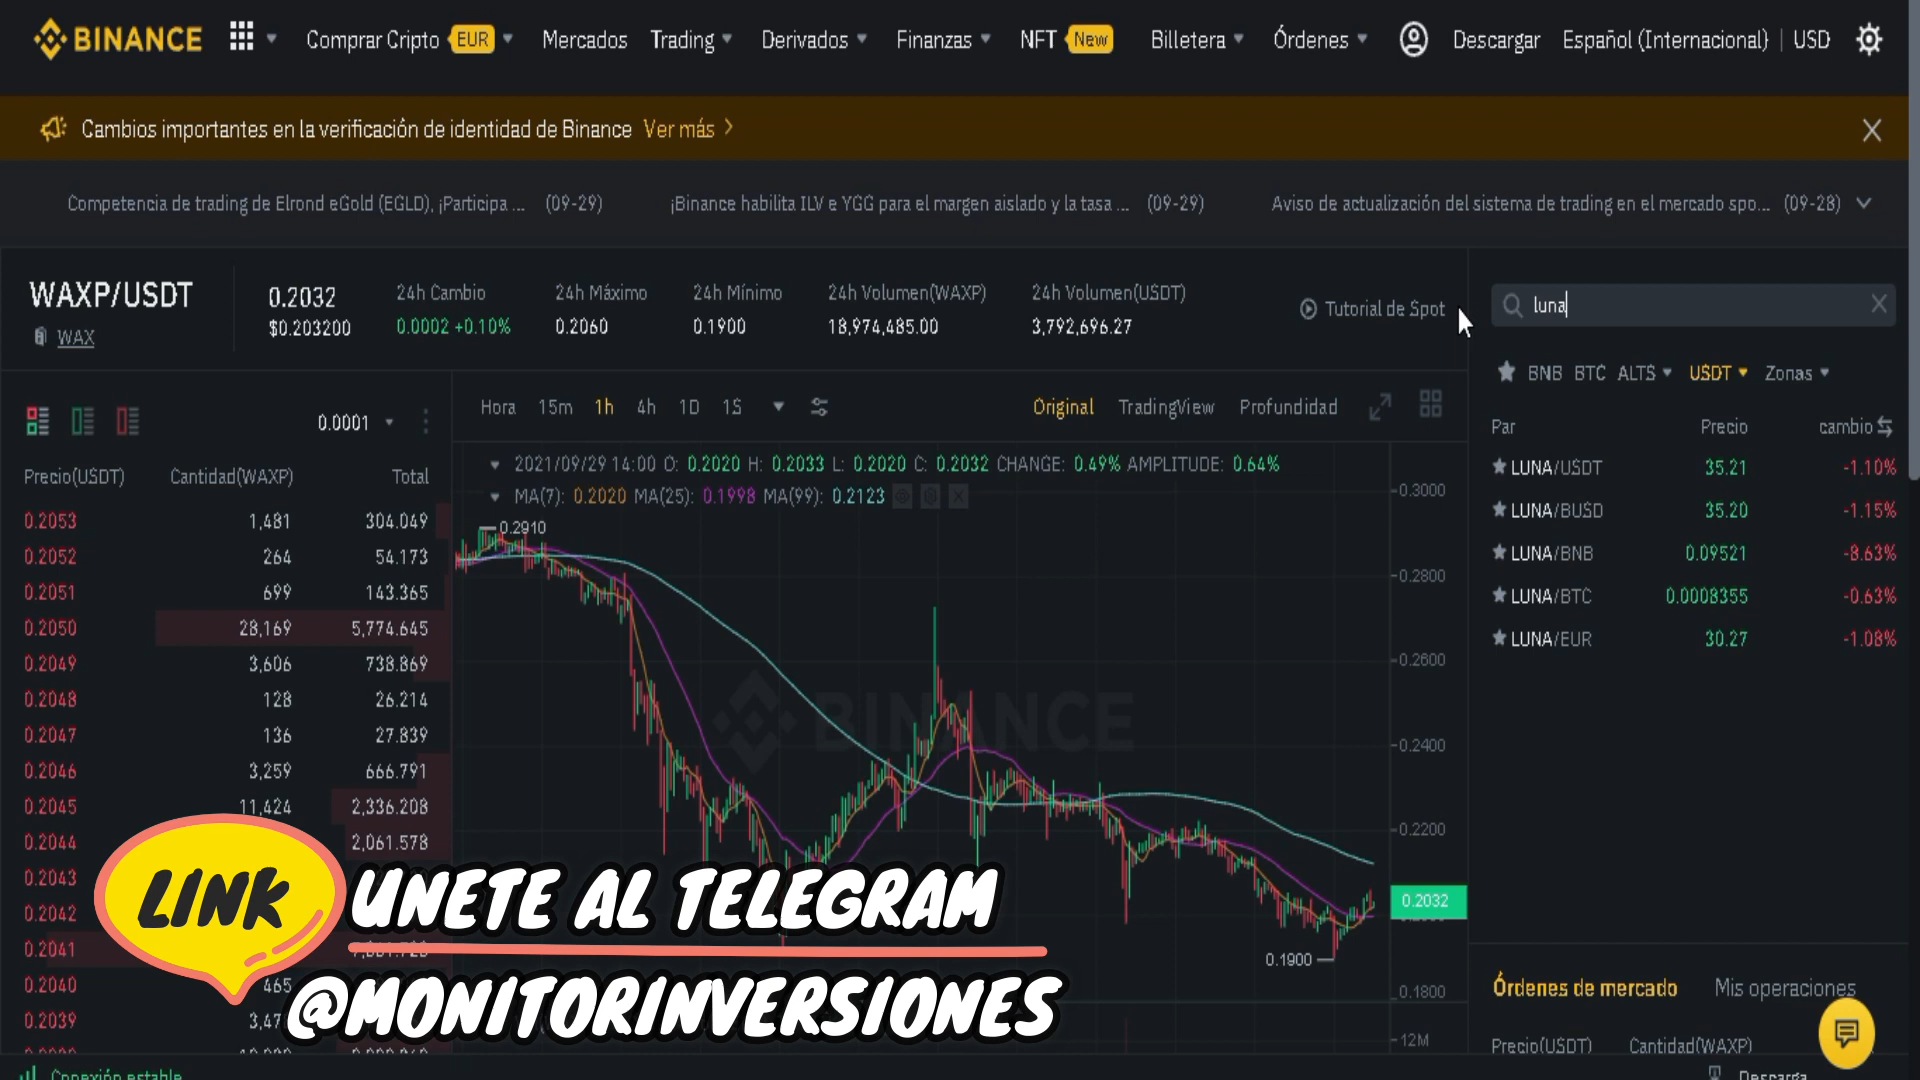 BINANCE
Comprar Cripto EUR Mercados Trading Derivados Finanzas NFT New Billetera Órdenes Descargar Español (Internacional) | USD
Cambios importantes en la verificación de identidad de Binance Ver más
Competencia de trading de Elrond eGold (EGLD), ¡Participa ... (09-29) ¡Binance habilita ILV e YGG para el margen aislado y la tasa ... (09-29) Aviso de actualización del sistema de trading en el mercado spo... (09-28)
WAXP/USDT
WAX
0.2032
$0.203200
24h Cambio
0.0002 +0.10%
24h Máximo
0.2060
24h Mínimo
0.1900
24h Volumen(WAXP)
18,974,485.00
24h Volumen(USDT)
3,792,696.27
Tutorial de Spot
luna
BNB BTC ALTS USDT Zonas
Par Precio cambio
LUNA/USDT 35.21 -1.10%
LUNA/BUSD 35.20 -1.15%
LUNA/BNB 0.09521 -8.63%
LUNA/BTC 0.0008355 -0.63%
LUNA/EUR 30.27 -1.08%
0.0001
Precio(USDT) Cantidad(WAXP) Total
0.2053 1,481 304.049
0.2052 264 54.173
0.2051 699 143.365
0.2050 28,169 5,774.645
0.2049 3,606 738.869
0.2048 128 26.214
0.2047 136 27.839
0.2046 3,259 666.791
0.2045 11,424 2,336.208
0.2044 2,061.578
0.2043
0.2042
0.2041
0.2040 465
0.2039
Hora 15m 1h 4h 1D 1S
Original TradingView Profundidad
2021/09/29 14:00 O: 0.2020 H: 0.2033 L: 0.2020 C: 0.2032 CHANGE: 0.49% AMPLITUDE: 0.64%
MA(7): 0.2020 MA(25): 0.1998 MA(99): 0.2123
0.2910
BINANCE
0.1900
0.3000
0.2800
0.2600
0.2400
0.2200
0.2032
0.1800
12M
LINK
UNETE AL TELEGRAM
@MONITORINVERSIONES
Órdenes de mercado Mis operaciones
Precio(USDT) Cantidad(WAXP)
Conexión estable
Descarga